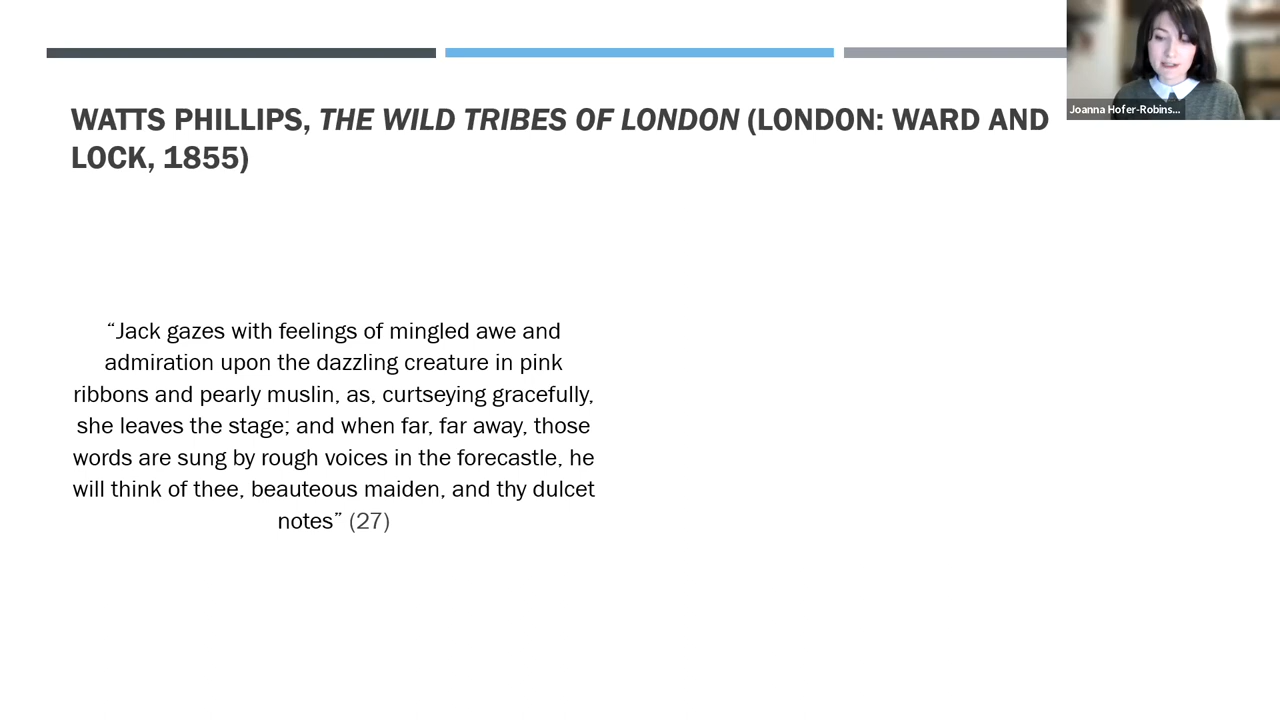 WATTS PHILLIPS, THE WILD TRIBES OF LONDON (LONDON: WARD AND
LOCK, 1855)
Joanna Hofer-Robins...
“Jack gazes with feelings of mingled awe and
admiration upon the dazzling creature in pink
ribbons and pearly muslin, as, curtseying gracefully,
she leaves the stage; and when far, far away, those
words are sung by rough voices in the forecastle, he
will think of thee, beauteous maiden, and thy dulcet
notes” (27)